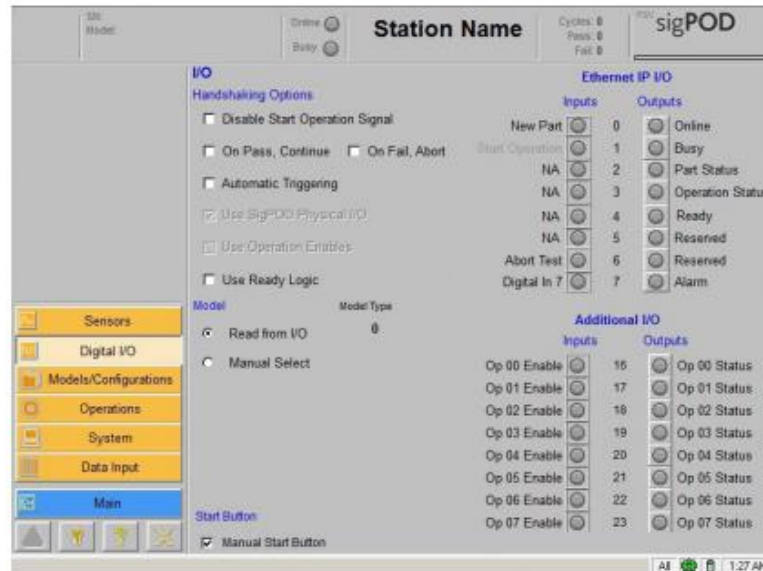 SN:
Model:
Online
Busy
Station Name
Cycles: 0
Pass: 0
Fail: 0
sigPOD
I/O
Handshaking Options
Disable Start Operation Signal
On Pass, Continue
On Fail, Abort
Automatic Triggering
Use SigPOD Physical I/O
Use Operation Enables
Use Ready Logic
Model
Model Type
Read from I/O
0
Manual Select
Start Button
Manual Start Button
Ethernet IP I/O
Inputs Outputs
New Part 0 Online
Start Operation 1 Busy
NA 2 Part Status
NA 3 Operation Statu
NA 4 Ready
NA 5 Reserved
Abort Test 6 Reserved
Digital In 7 7 Alarm
Additional I/O
Inputs Outputs
Op 00 Enable 16 Op 00 Status
Op 01 Enable 17 Op 01 Status
Op 02 Enable 18 Op 02 Status
Op 03 Enable 19 Op 03 Status
Op 04 Enable 20 Op 04 Status
Op 05 Enable 21 Op 05 Status
Op 06 Enable 22 Op 06 Status
Op 07 Enable 23 Op 07 Status
Sensors
Digital I/O
Models/Configurations
Operations
System
Data Input
Main
All 1:27 AM